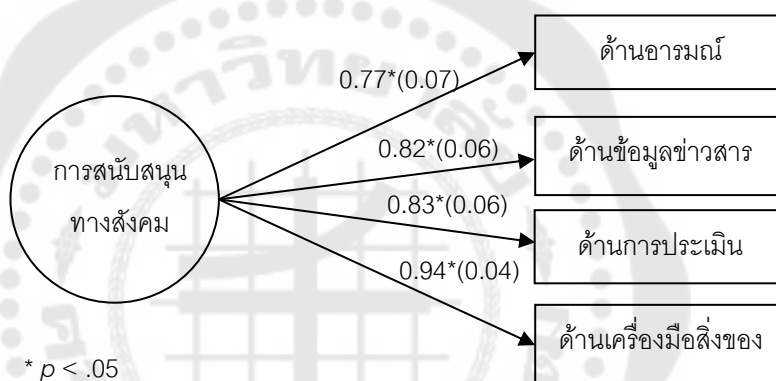 ด้านอารมณ์
0.77*(0.07)
0.82*(0.06)
ด้านข้อมูลข่าวสาร
การสนับสนุน
ทางสังคม
0.83*(0.06)
ด้านการประเมิน
0.94*(0.04)
ด้านเครื่องมือสิ่งของ
* p < .05